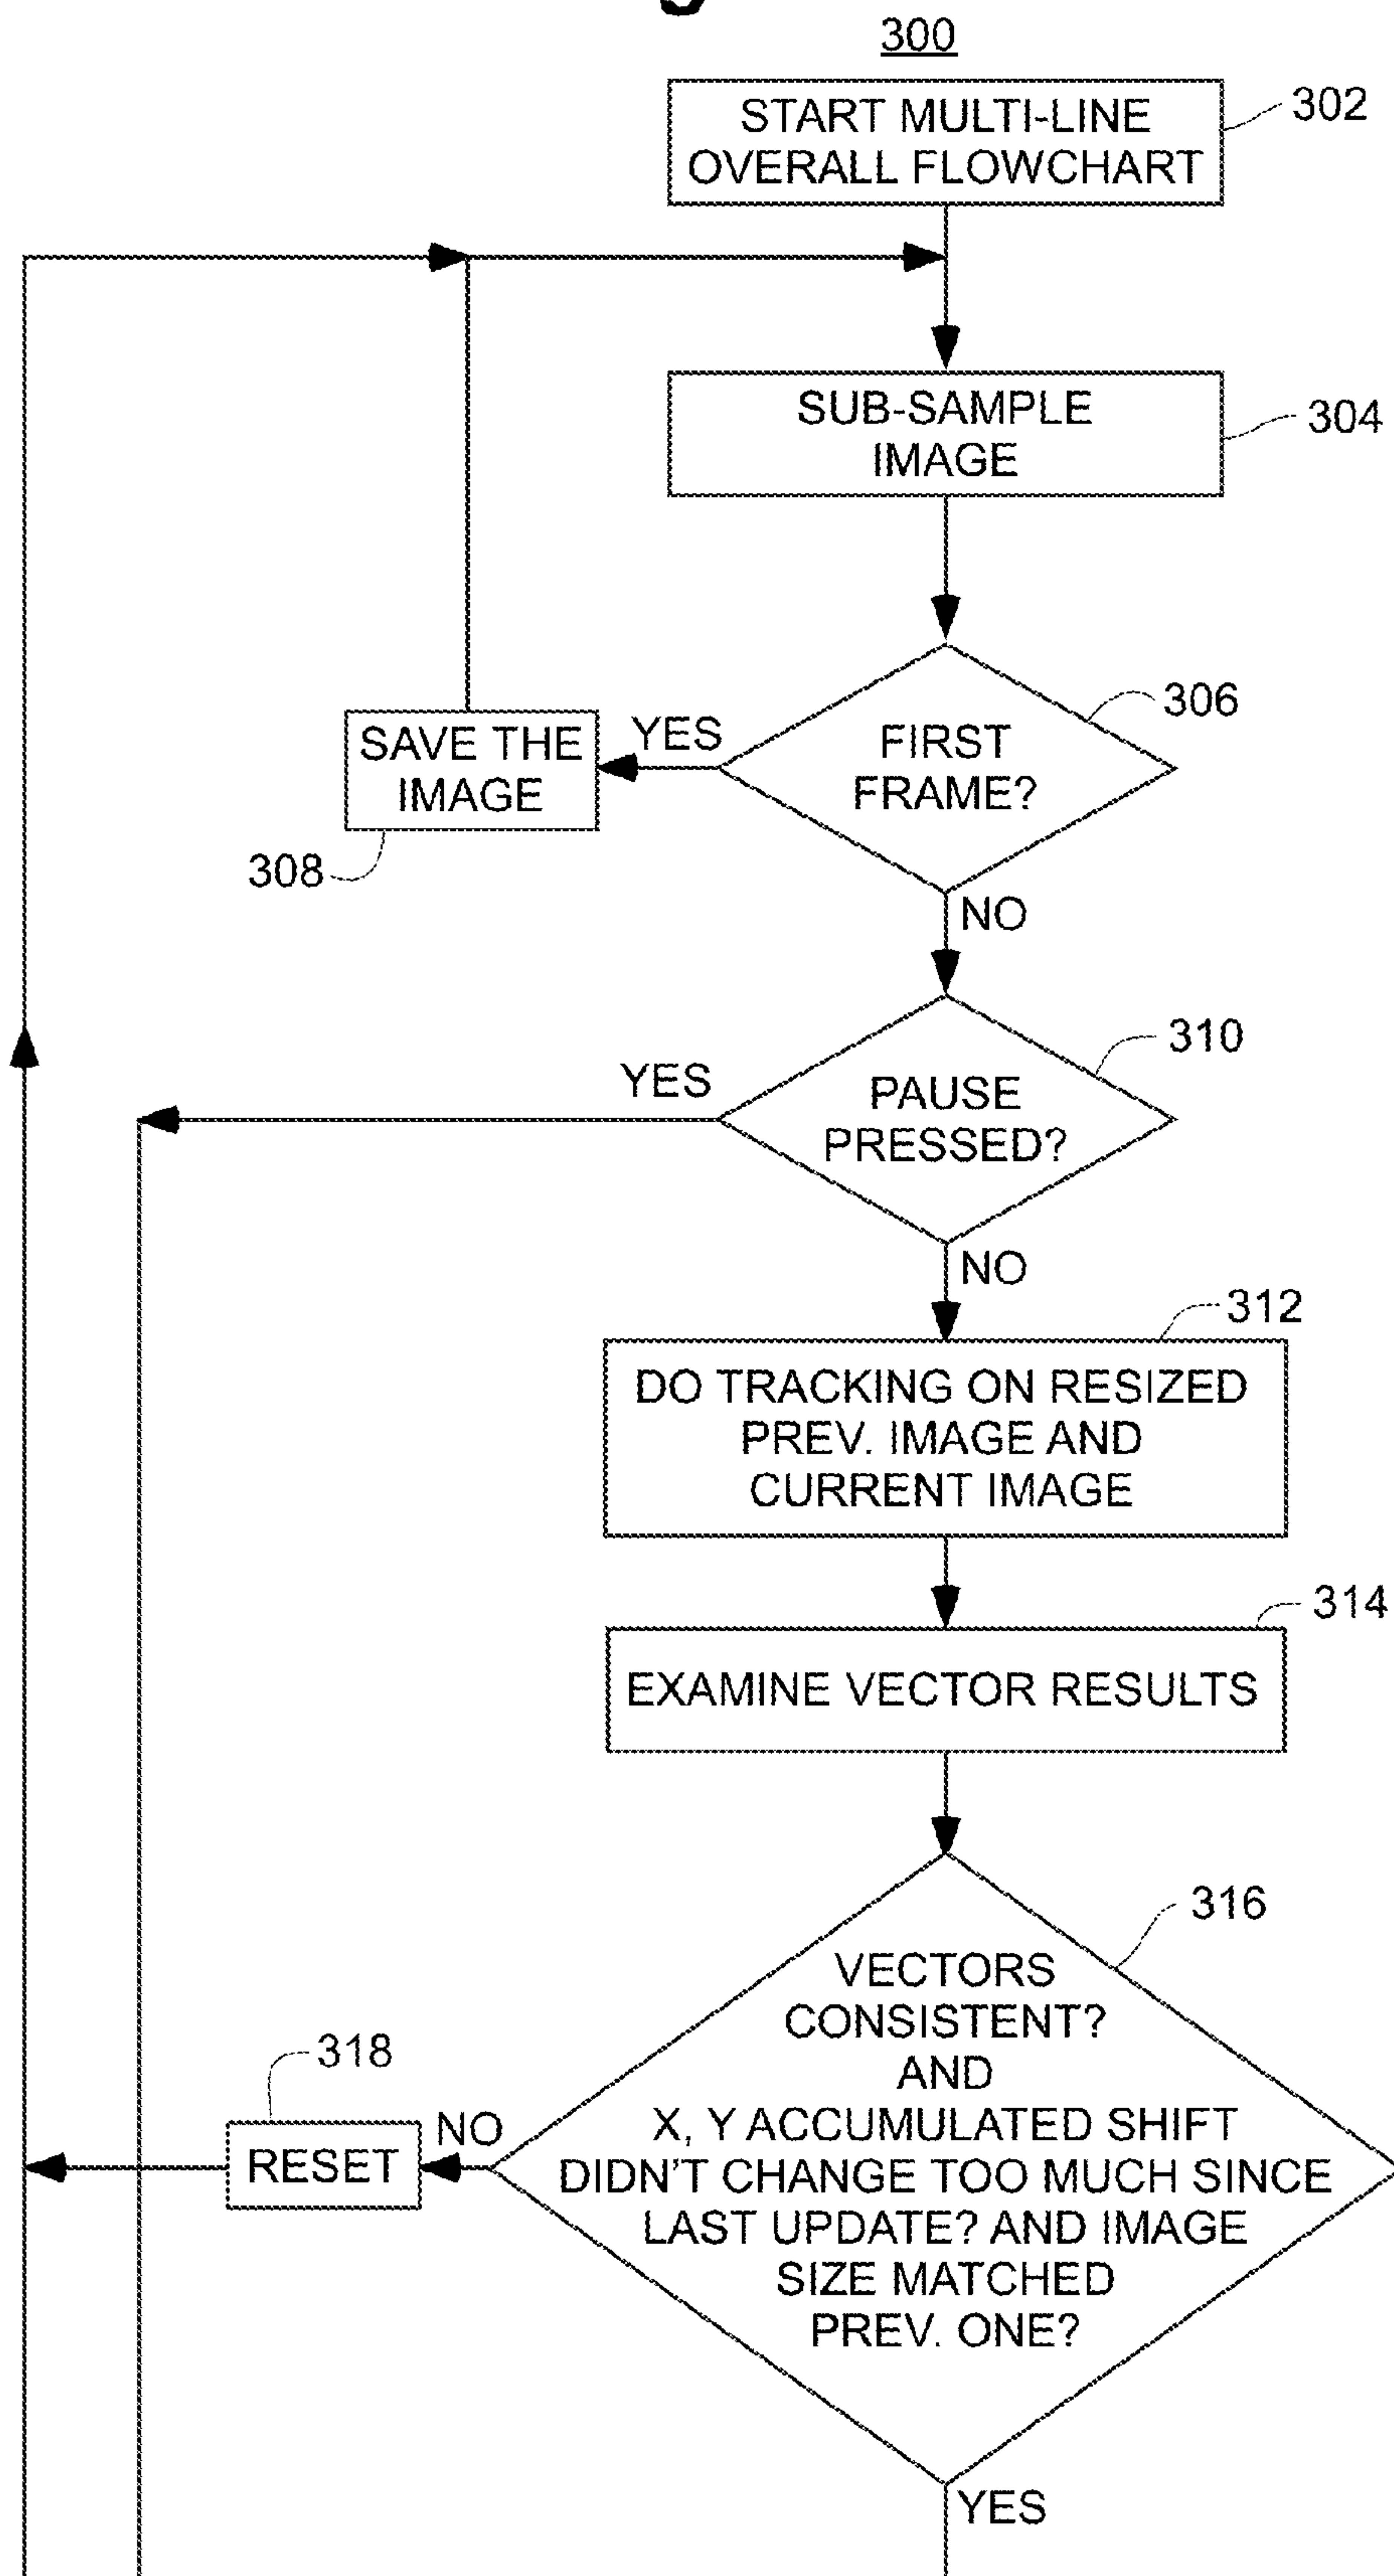 300
START MULTI-LINE
OVERALL FLOWCHART
302
SUB-SAMPLE
IMAGE
304
FIRST
FRAME?
306
YES
SAVE THE
IMAGE
308
NO
PAUSE
PRESSED?
310
YES
NO
312
DO TRACKING ON RESIZED
PREV. IMAGE AND
CURRENT IMAGE
314
EXAMINE VECTOR RESULTS
316
VECTORS
CONSISTENT?
AND
X, Y ACCUMULATED SHIFT
DIDN'T CHANGE TOO MUCH SINCE
LAST UPDATE? AND IMAGE
SIZE MATCHED
PREV. ONE?
318
NO
RESET
YES